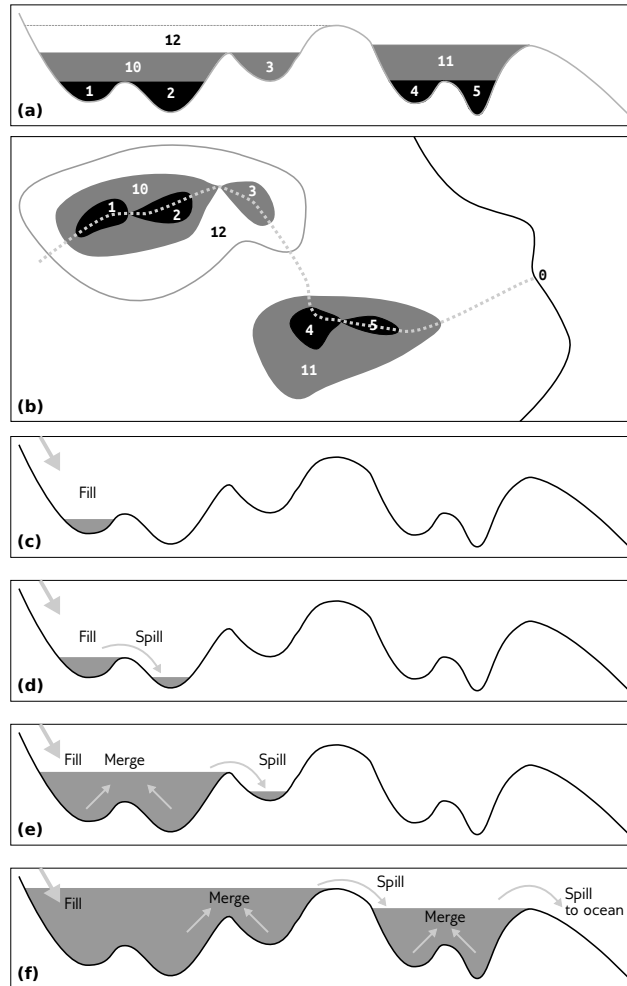 12
10
11
1
2
3
4
5
(a)
10
3
1
2
12
0
4
5
11
(b)
Fill
(c)
Fill
Spill
(d)
Fill
Merge
Spill
(e)
Fill
Merge
Spill
Merge
Spill
to ocean
(f)